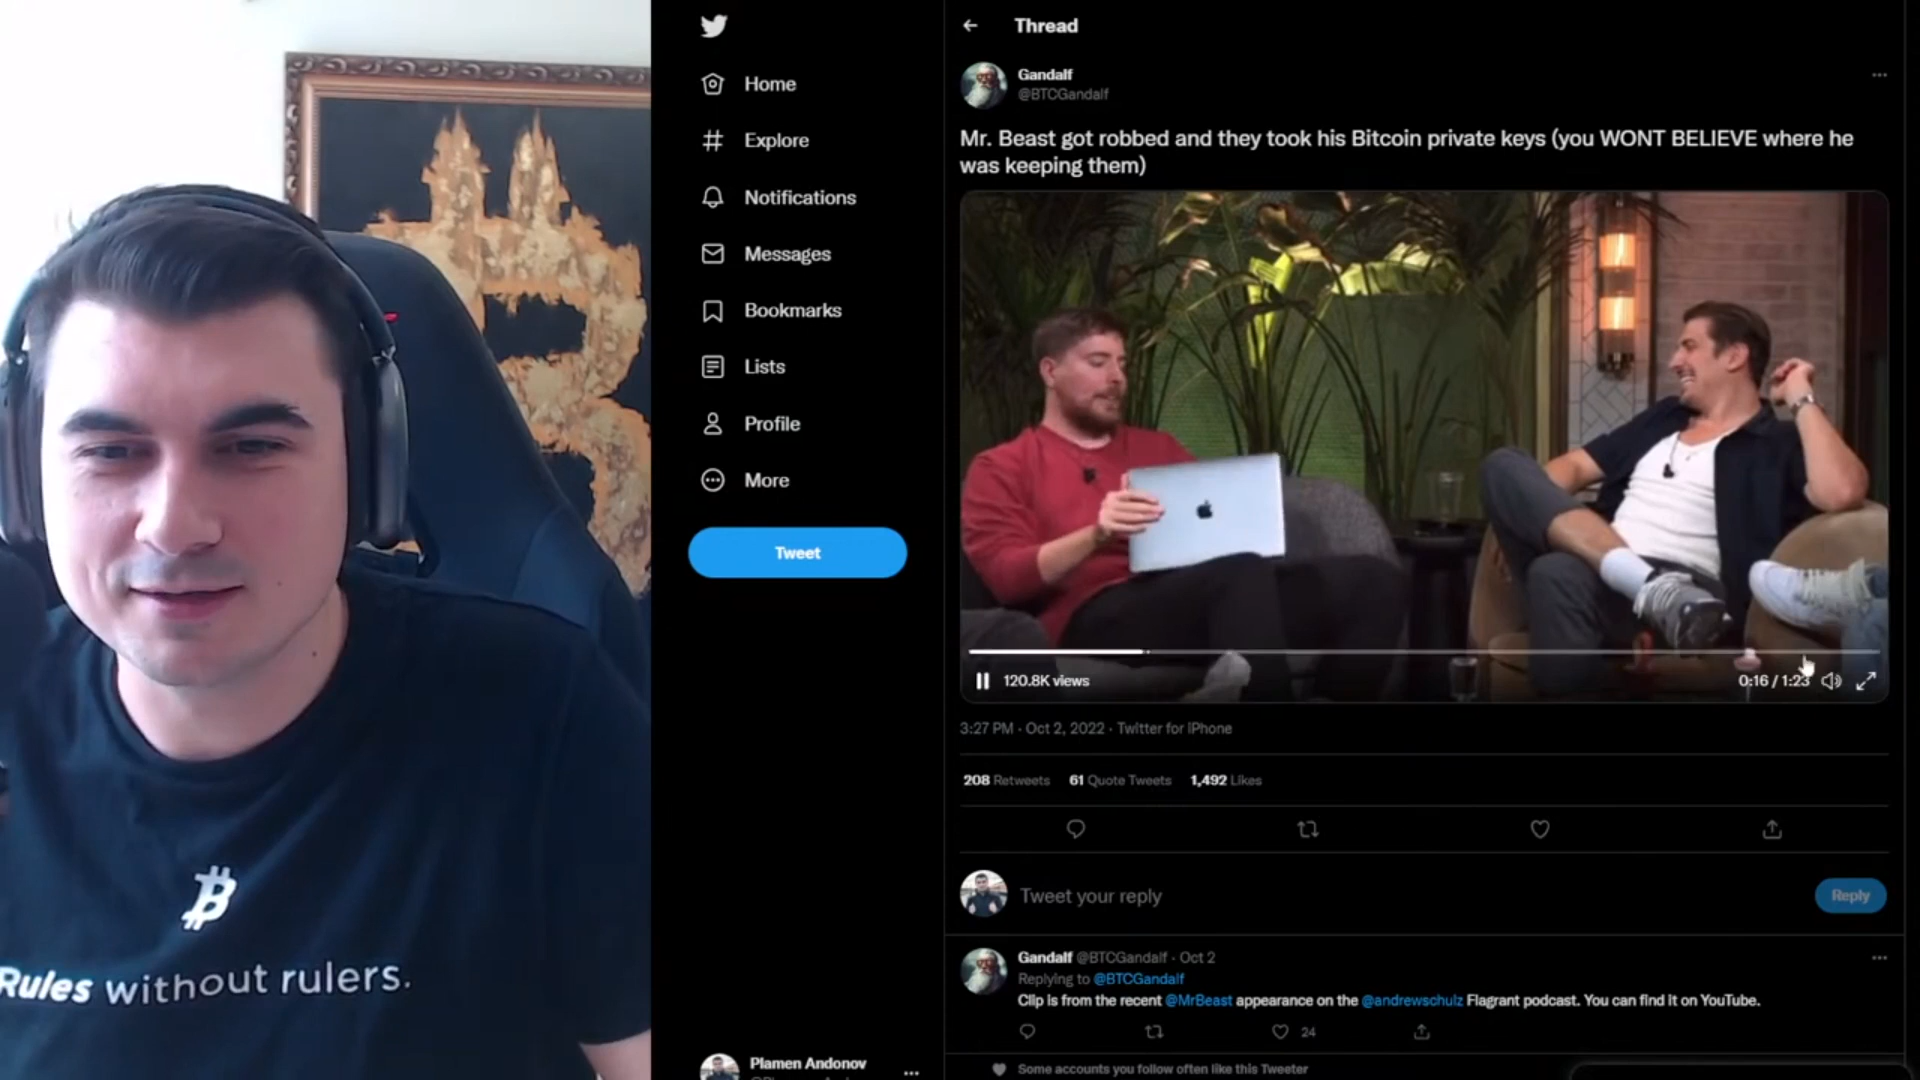 Thread
Gandalf
@BTCGandalf
Mr. Beast got robbed and they took his Bitcoin private keys (you WONT BELIEVE where he
was keeping them)
Home
Explore
Notifications
Messages
Bookmarks
Lists
Profile
More
Tweet
120.8K views
0:16 / 1:23
3:27 PM · Oct 2, 2022 · Twitter for iPhone
208 Retweets 61 Quote Tweets 1,492 Likes
Tweet your reply
Reply
Gandalf @BTCGandalf · Oct 2
Replying to @BTCGandalf
Clip is from the recent @MrBeast appearance on the @andrewschulz Flagrant podcast. You can find it on YouTube.
24
Some accounts you follow often like this Tweeter
Plamen Andonov
Rules without rulers.